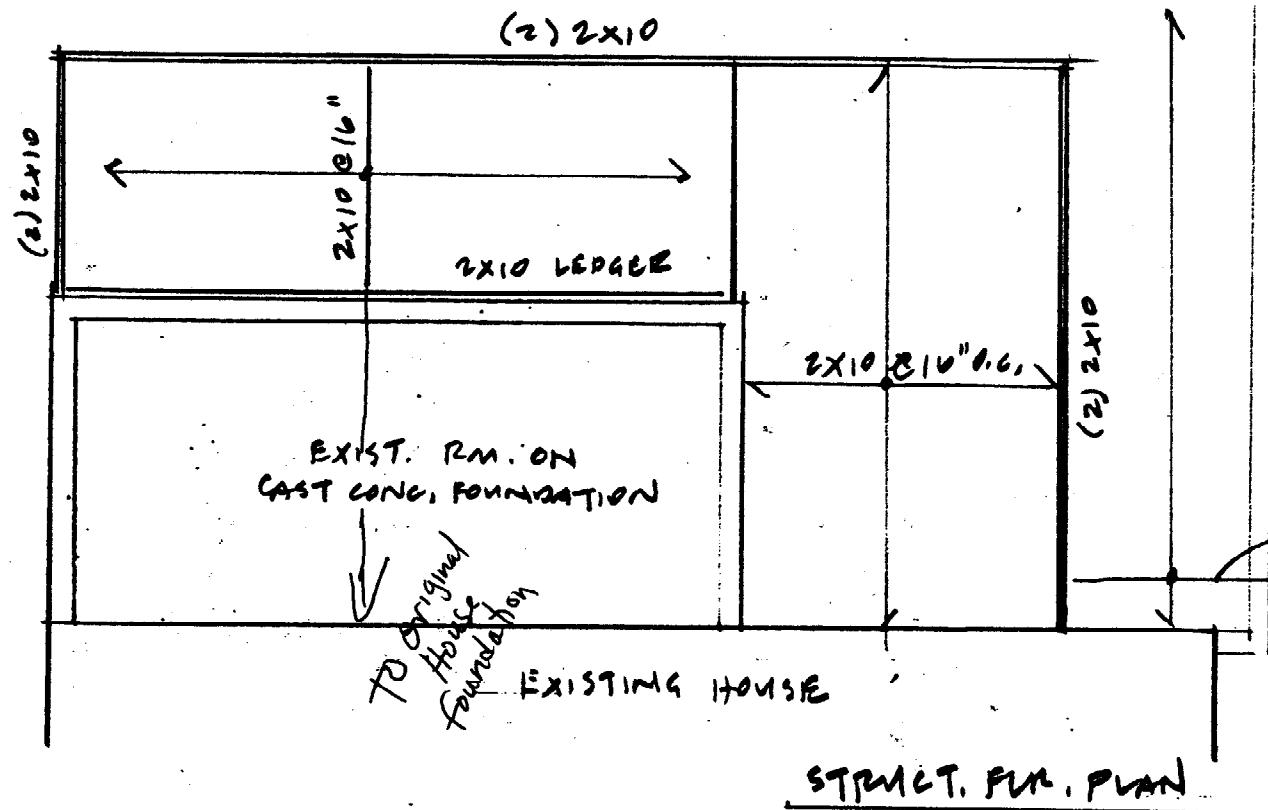 (2) 2X10
(2) 2X10
2X10 @ 16"
2X10 LEDGER
2X10 @ 16" O.C.
(2) 2X10
EXIST. RM. ON
CAST CONC. FOUNDATION
TO Original
House
foundation
EXISTING HOUSE
STRUCT. FLR. PLAN